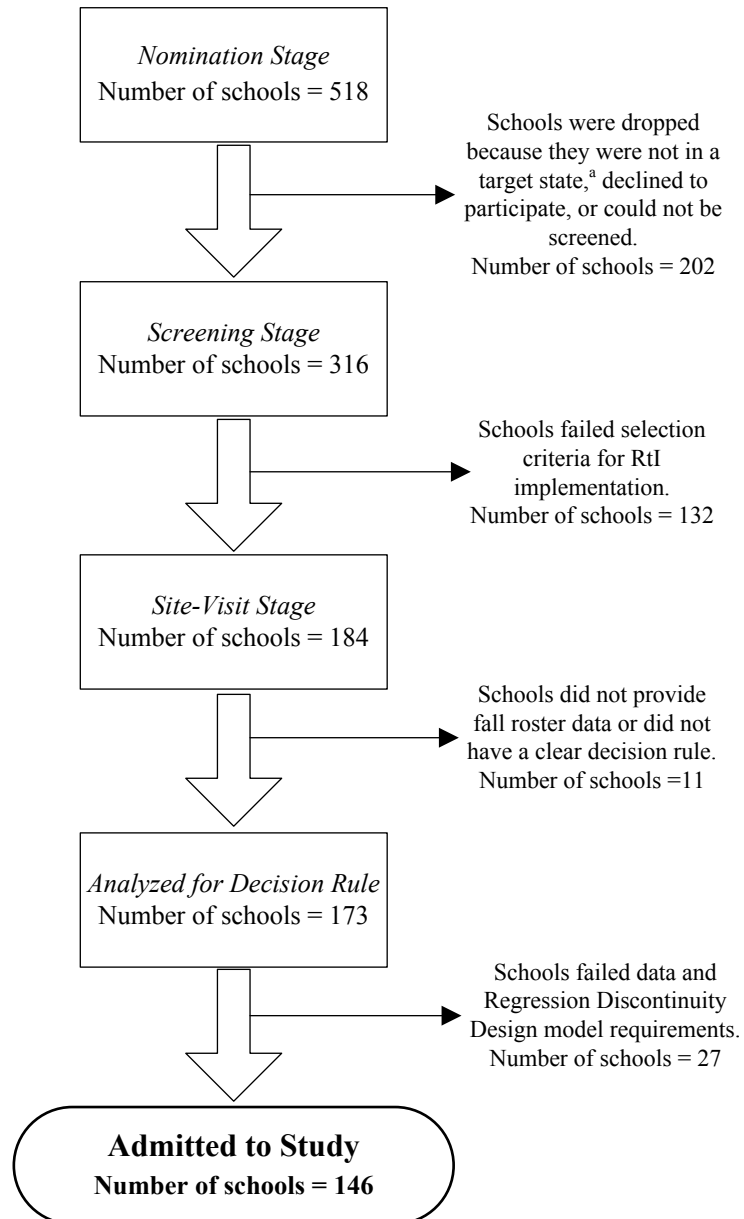 Nomination Stage
Number of schools = 518
Schools were dropped
because they were not in a
target state,ᵃ declined to
participate, or could not be
screened.
Number of schools = 202
Screening Stage
Number of schools = 316
Schools failed selection
criteria for RtI
implementation.
Number of schools = 132
Site-Visit Stage
Number of schools = 184
Schools did not provide
fall roster data or did not
have a clear decision rule.
Number of schools =11
Analyzed for Decision Rule
Number of schools = 173
Schools failed data and
Regression Discontinuity
Design model requirements.
Number of schools = 27
Admitted to Study
Number of schools = 146